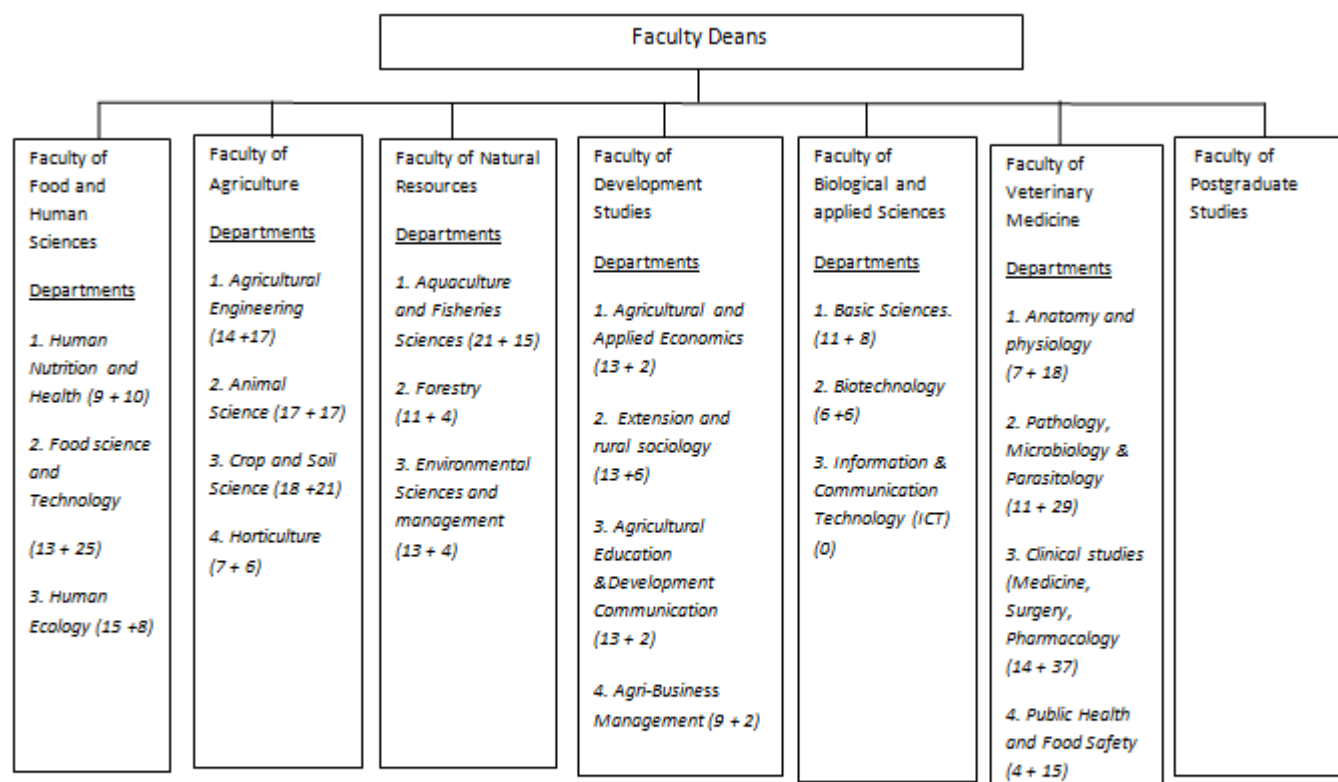 Faculty Deans
Faculty of
Food and
Human
Sciences
Departments
1. Human
Nutrition and
Health (9 + 10)
2. Food science
and
Technology
(13 + 25)
3. Human
Ecology (15 +8)
Faculty of
Agriculture
Departments
1. Agricultural
Engineering
(14 +17)
2. Animal
Science (17 + 17)
3. Crop and Soil
Science (18 +21)
4. Horticulture
(7 + 6)
Faculty of Natural
Resources
Departments
1. Aquaculture
and Fisheries
Sciences (21 + 15)
2. Forestry
(11 + 4)
3. Environmental
Sciences and
management
(13 + 4)
Faculty of
Development
Studies
Departments
1. Agricultural and
Applied Economics
(13 + 2)
2. Extension and
rural sociology
(13 +6)
3. Agricultural
Education
&Development
Communication
(13 + 2)
4. Agri-Business
Management (9 + 2)
Faculty of
Biological and
applied Sciences
Departments
1. Basic Sciences.
(11 + 8)
2. Biotechnology
(6 +6)
3. Information &
Communication
Technology (ICT)
(0)
Faculty of
Veterinary
Medicine
Departments
1. Anatomy and
physiology
(7 + 18)
2. Pathology,
Microbiology &
Parasitology
(11 + 29)
3. Clinical studies
(Medicine,
Surgery,
Pharmacology
(14 + 37)
4. Public Health
and Food Safety
(4 + 15)
Faculty of
Postgraduate
Studies